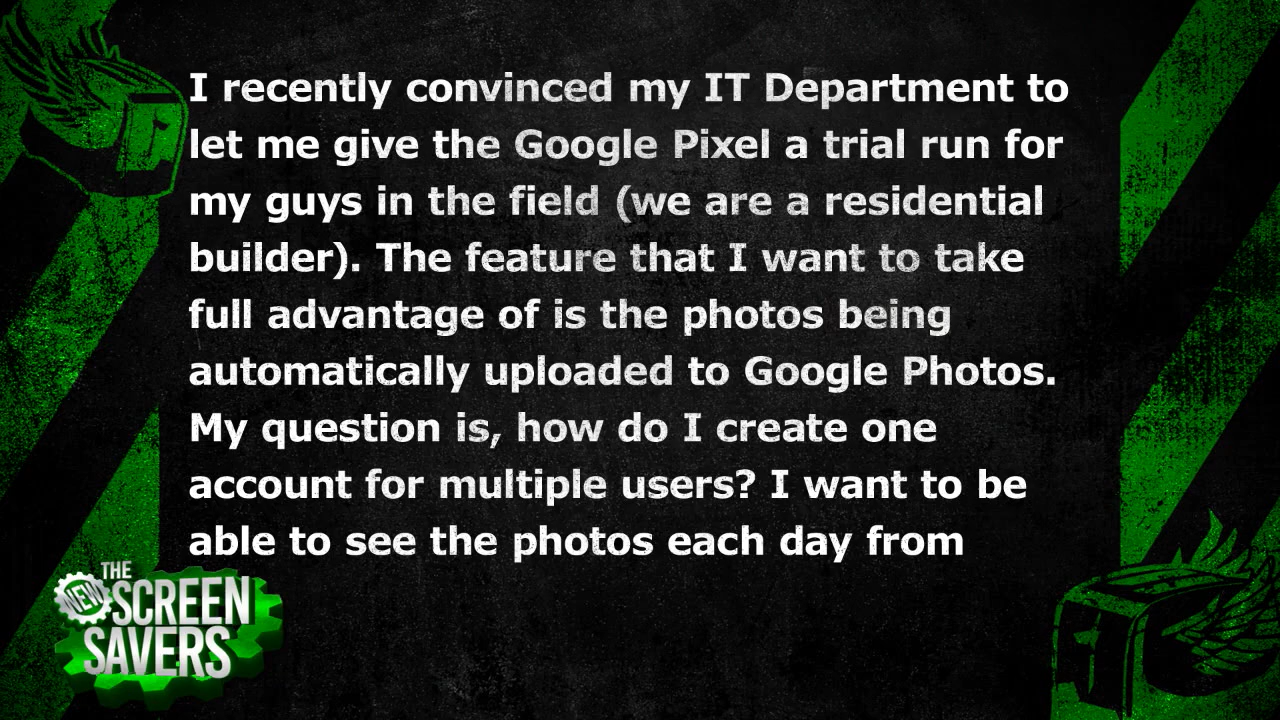 I recently convinced my IT Department to
let me give the Google Pixel a trial run for
my guys in the field (we are a residential
builder). The feature that I want to take
full advantage of is the photos being
automatically uploaded to Google Photos.
My question is, how do I create one
account for multiple users? I want to be
able to see the photos each day from
THE
NEW
SCREEN
SAVERS